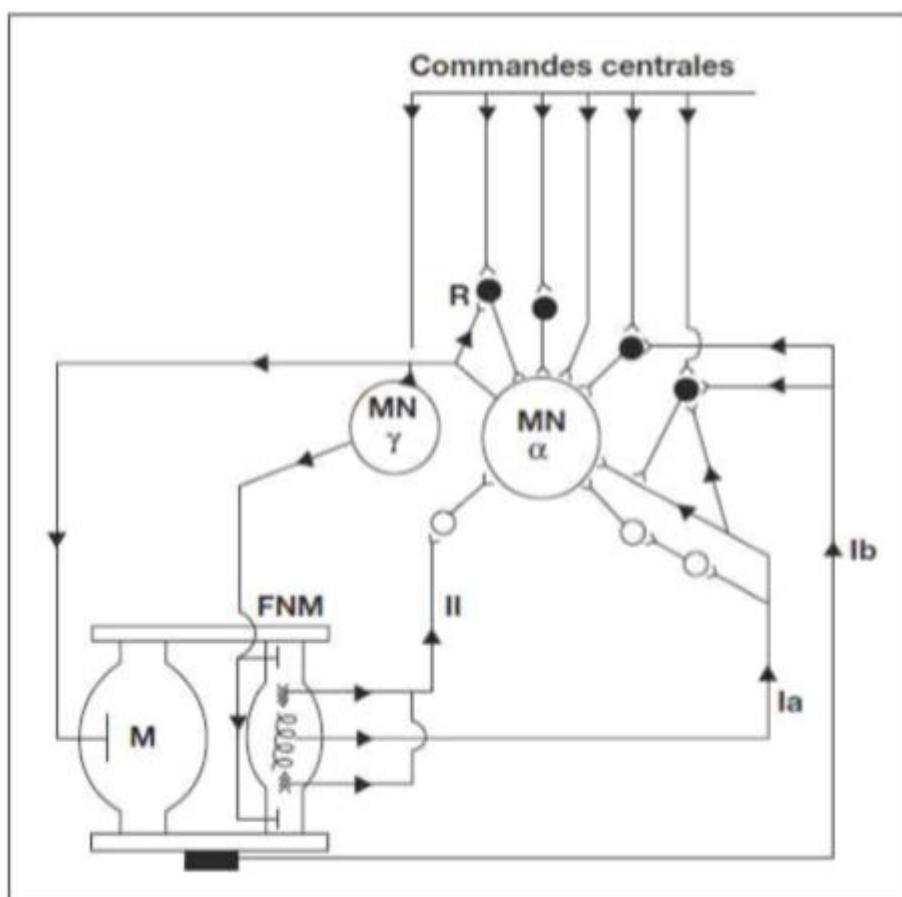 Commandes centrales
R
MN
γ
MN
α
FNM
II
Ib
Ia
M